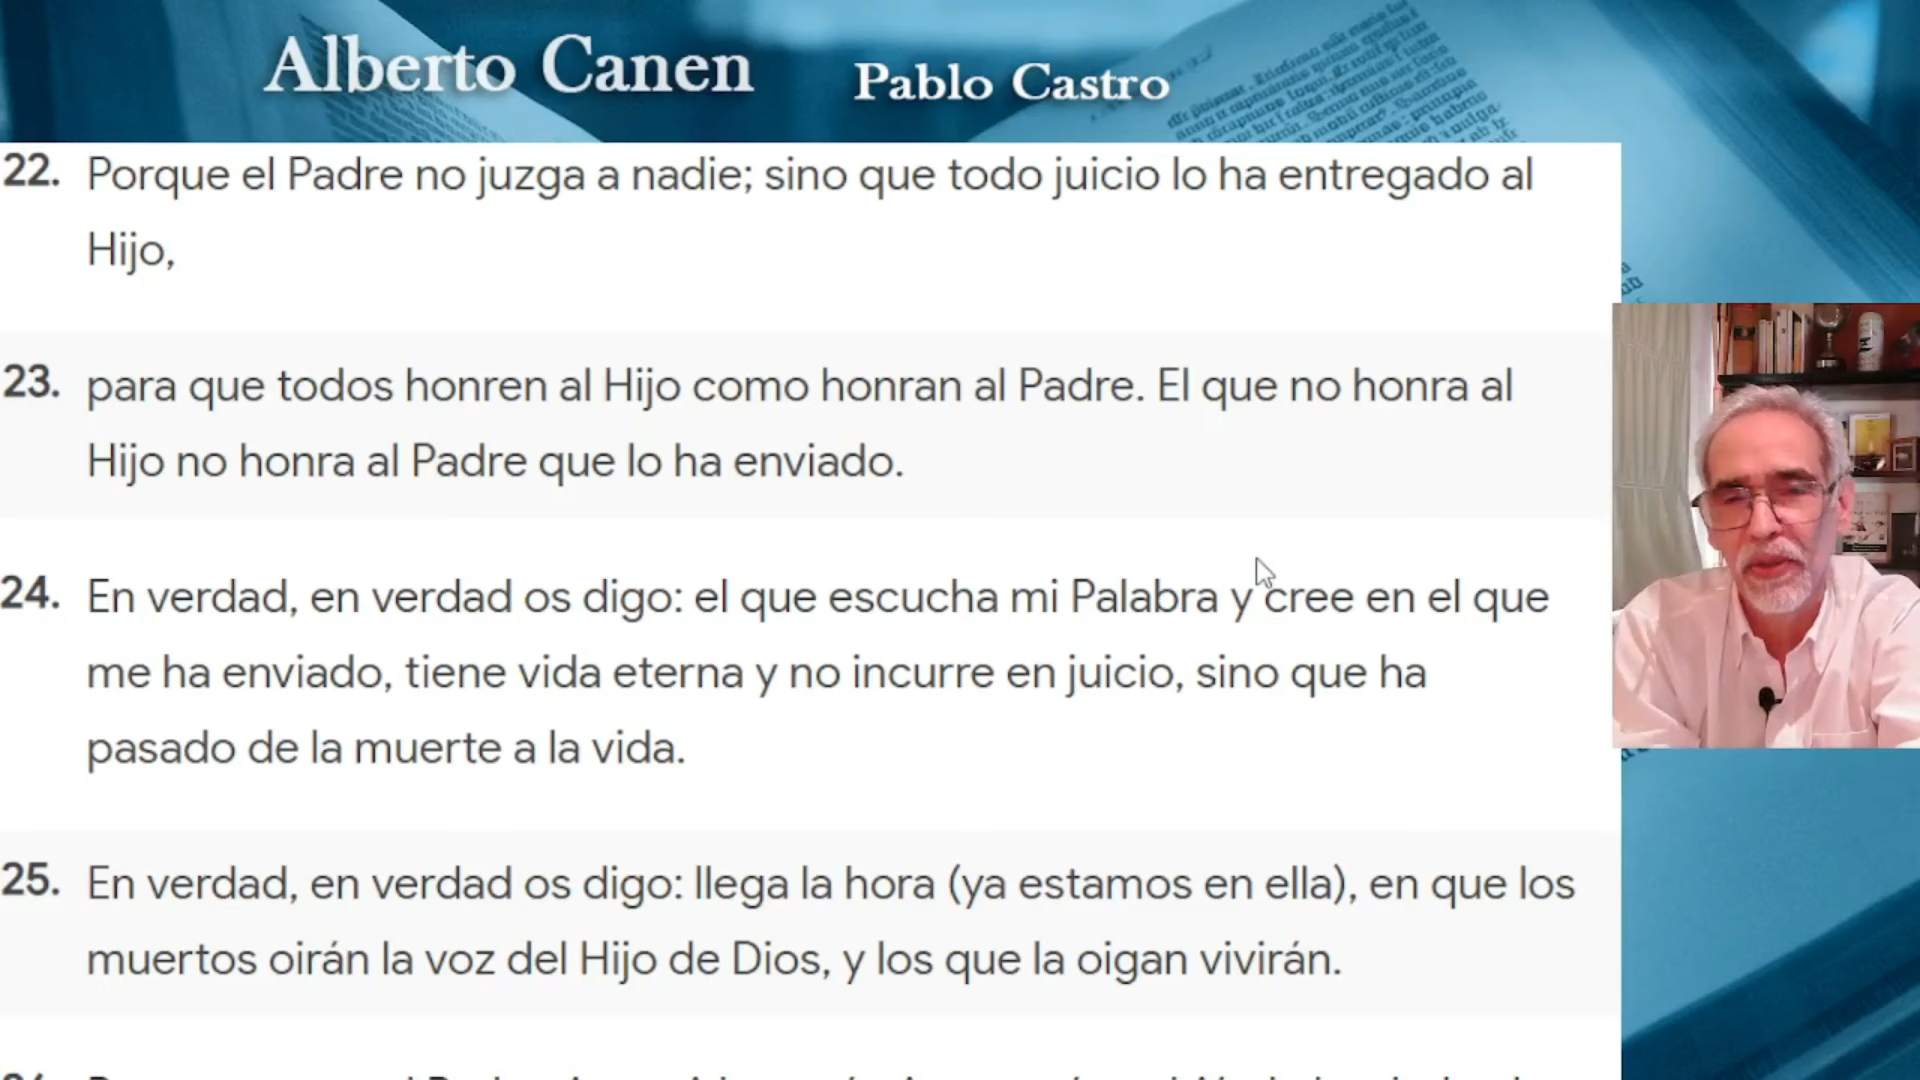 Alberto Canen Pablo Castro
22. Porque el Padre no juzga a nadie; sino que todo juicio lo ha entregado al
Hijo,
23. para que todos honren al Hijo como honran al Padre. El que no honra al
Hijo no honra al Padre que lo ha enviado.
24. En verdad, en verdad os digo: el que escucha mi Palabra y cree en el que
me ha enviado, tiene vida eterna y no incurre en juicio, sino que ha
pasado de la muerte a la vida.
25. En verdad, en verdad os digo: llega la hora (ya estamos en ella), en que los
muertos oirán la voz del Hijo de Dios, y los que la oigan vivirán.